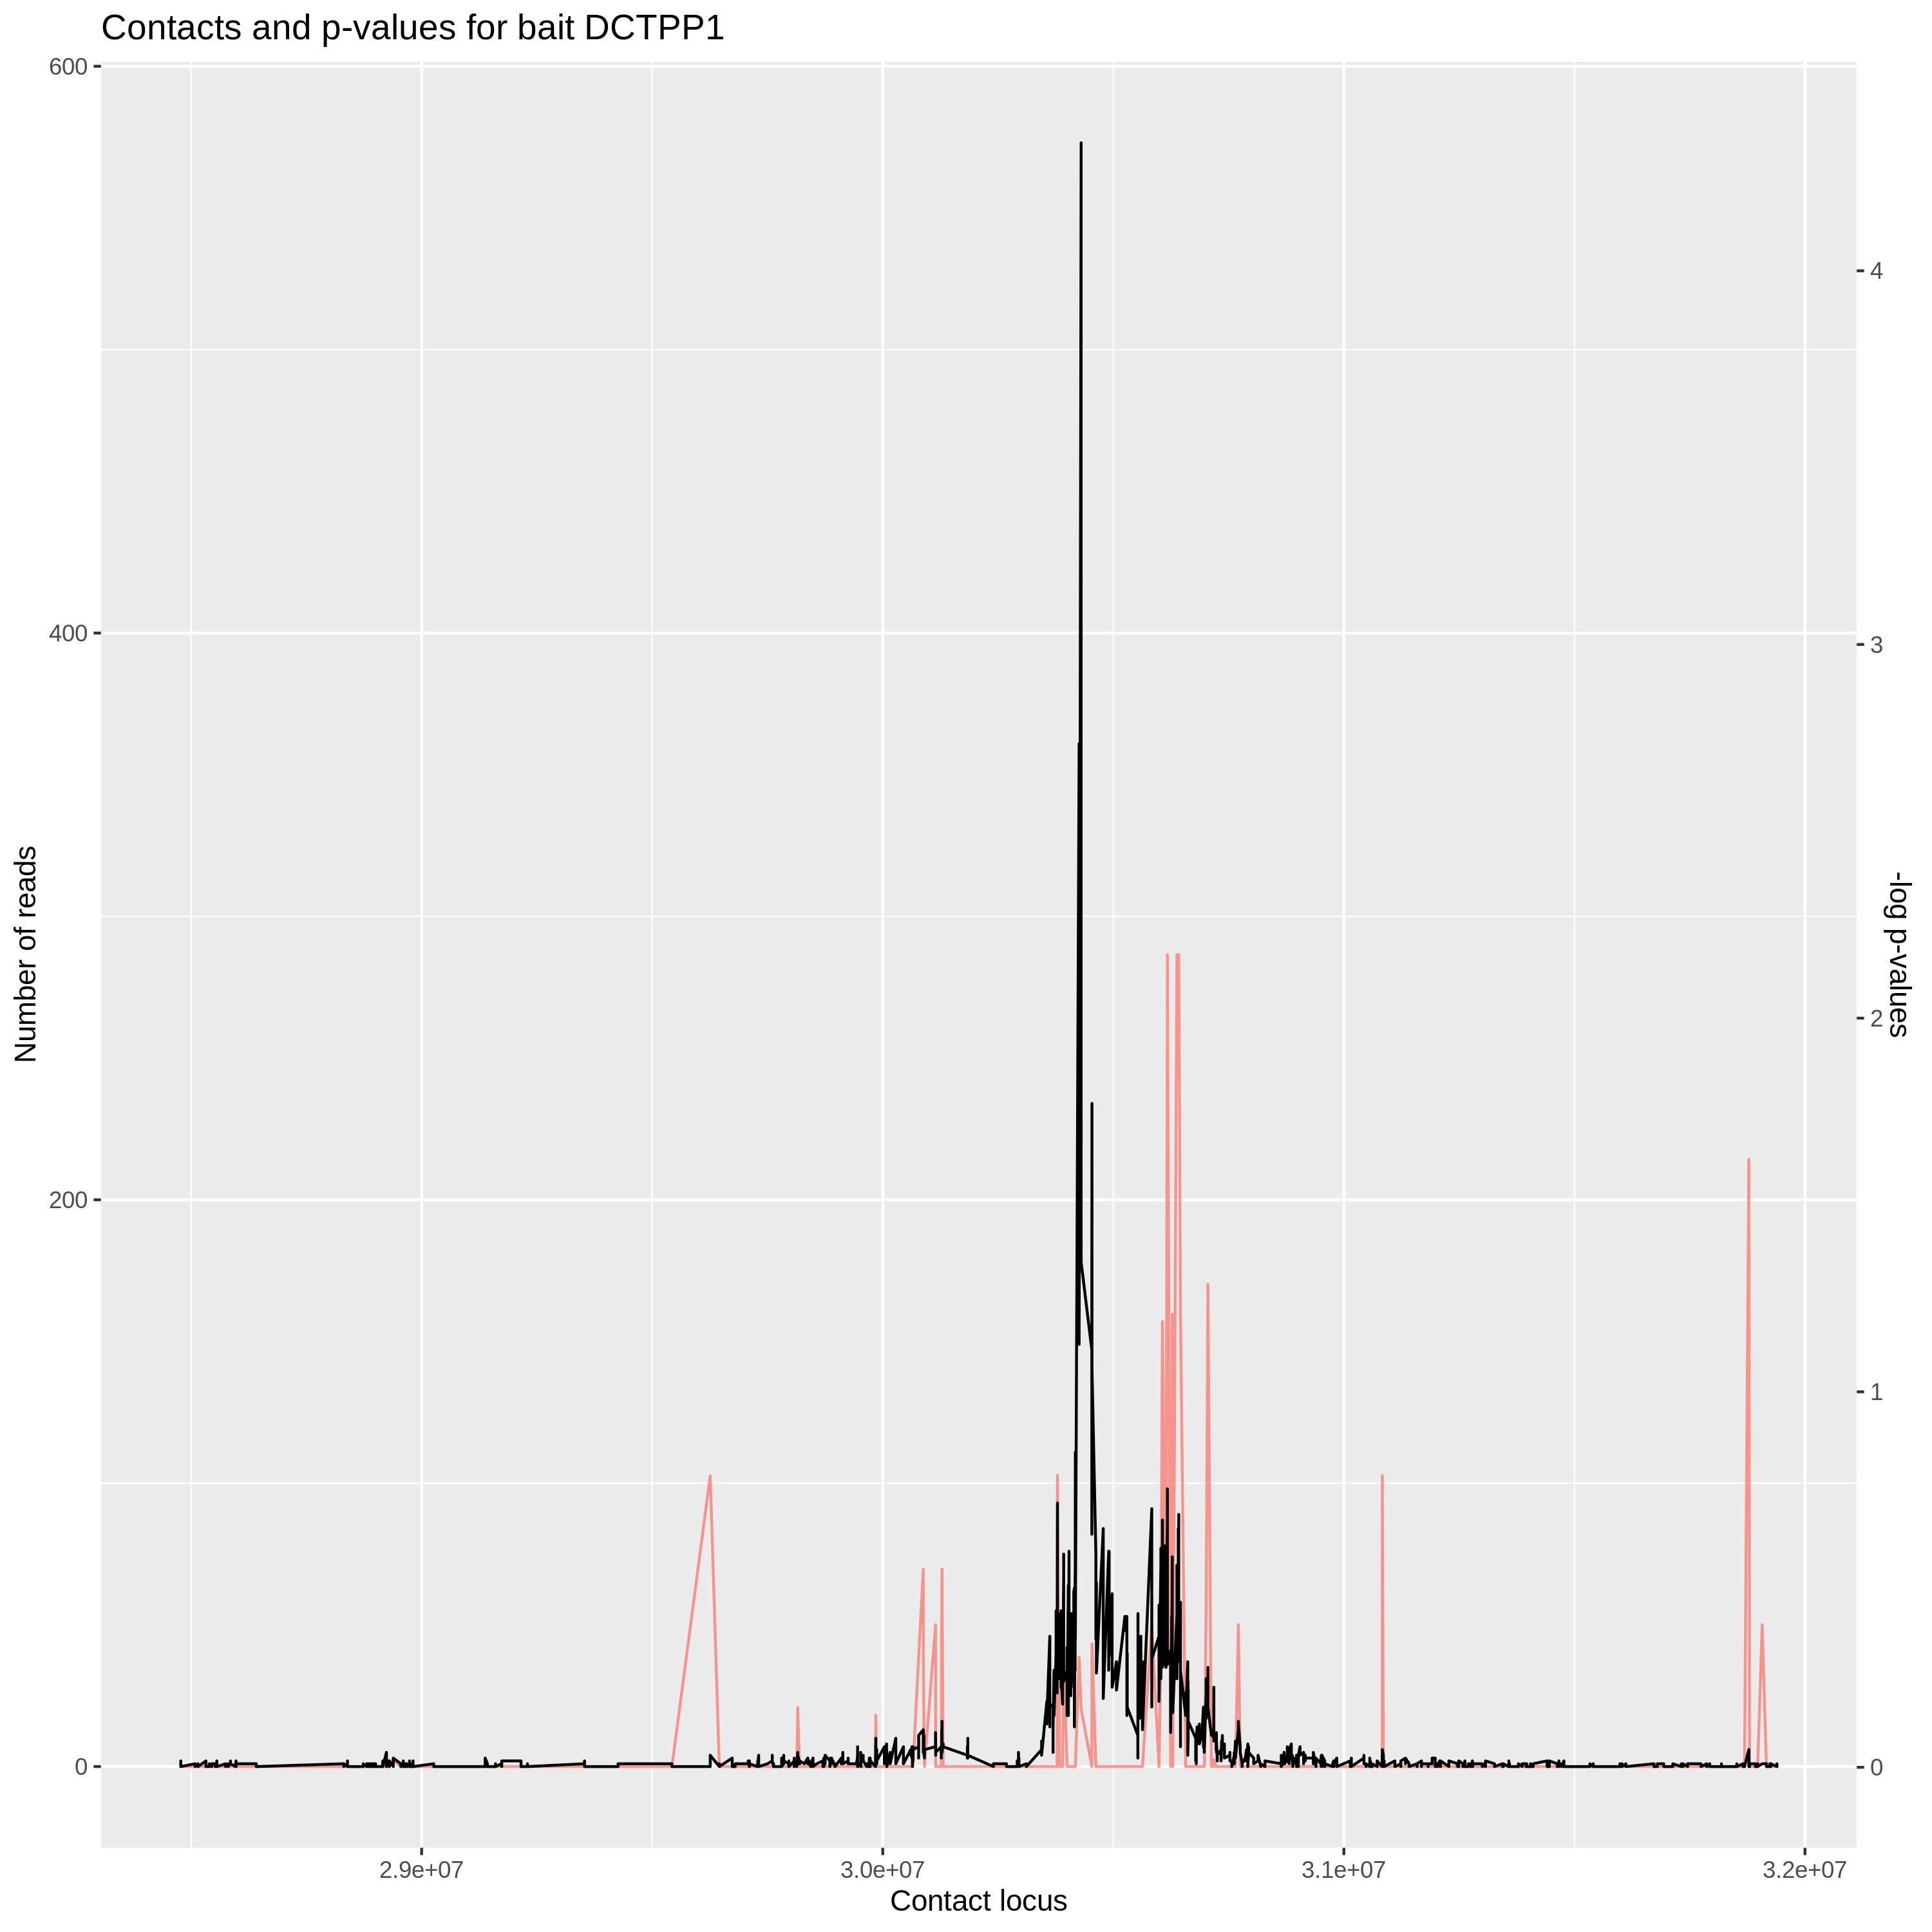 Contacts and p-values for bait DCTPP1
600
400
200
0
Number of reads
4
3
2
1
0
-log p-values
2.9e+07
3.0e+07
3.1e+07
3.2e+07
Contact locus